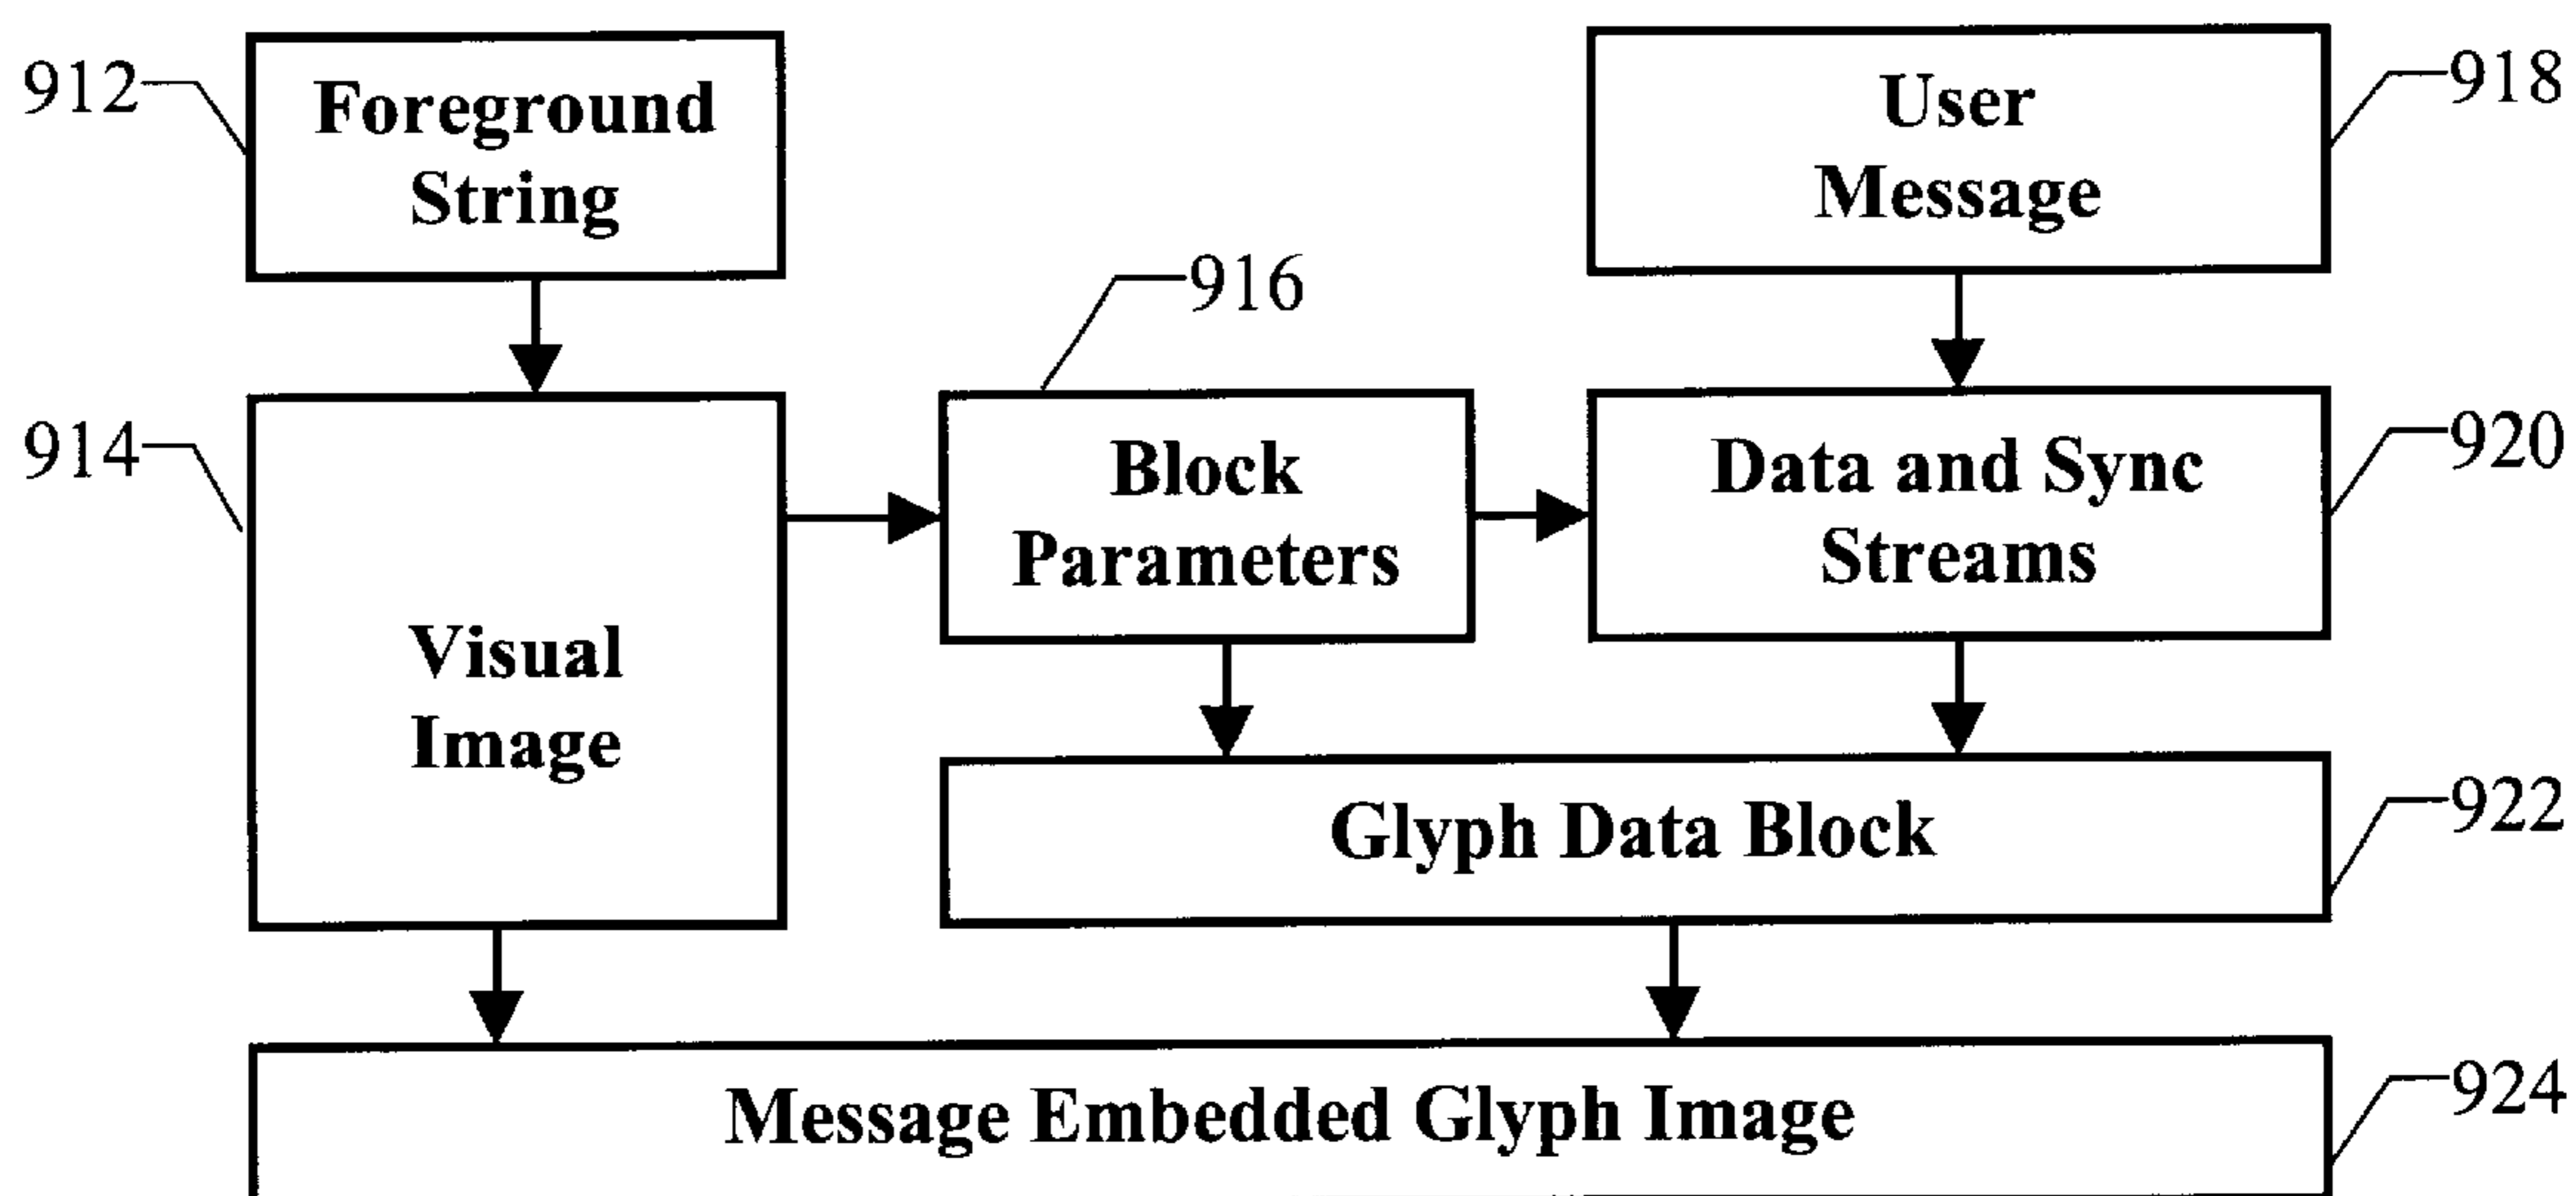 912
Foreground
String
User
Message
918
916
914
Visual
Image
Block
Parameters
Data and Sync
Streams
920
Glyph Data Block
922
Message Embedded Glyph Image
924